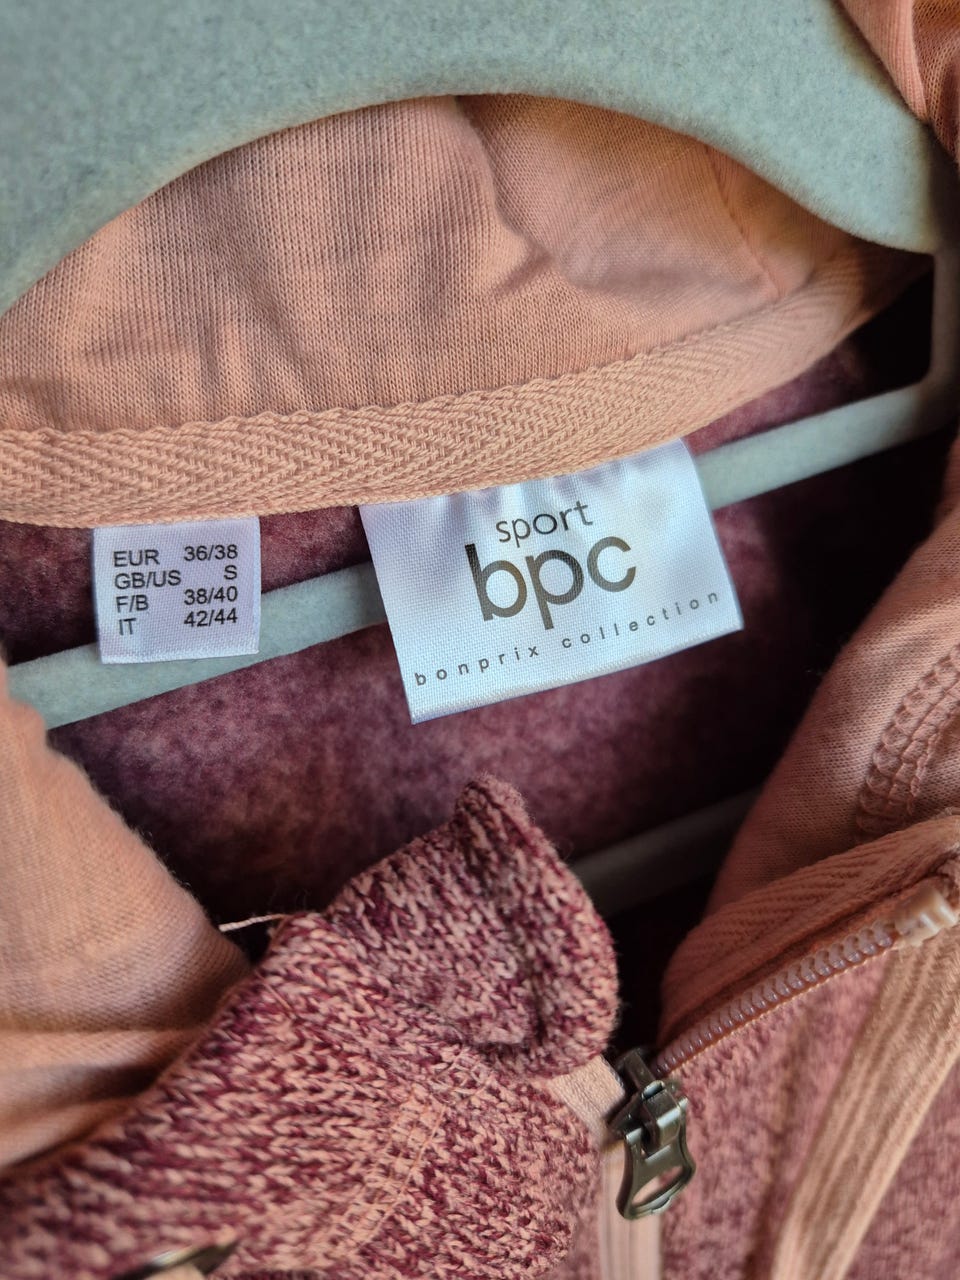 EUR 36/38
GB/US S
F/B 38/40
IT 42/44
sport
bpc
bonprix collection